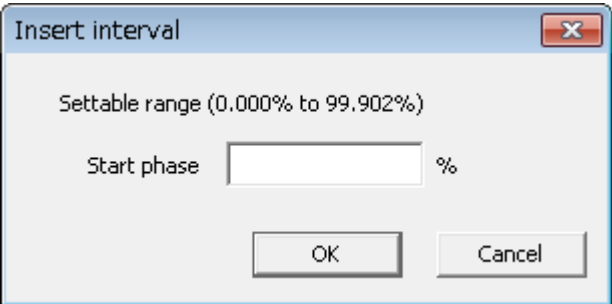 Insert interval
Settable range (0.000% to 99.902%)
Start phase %
OK Cancel